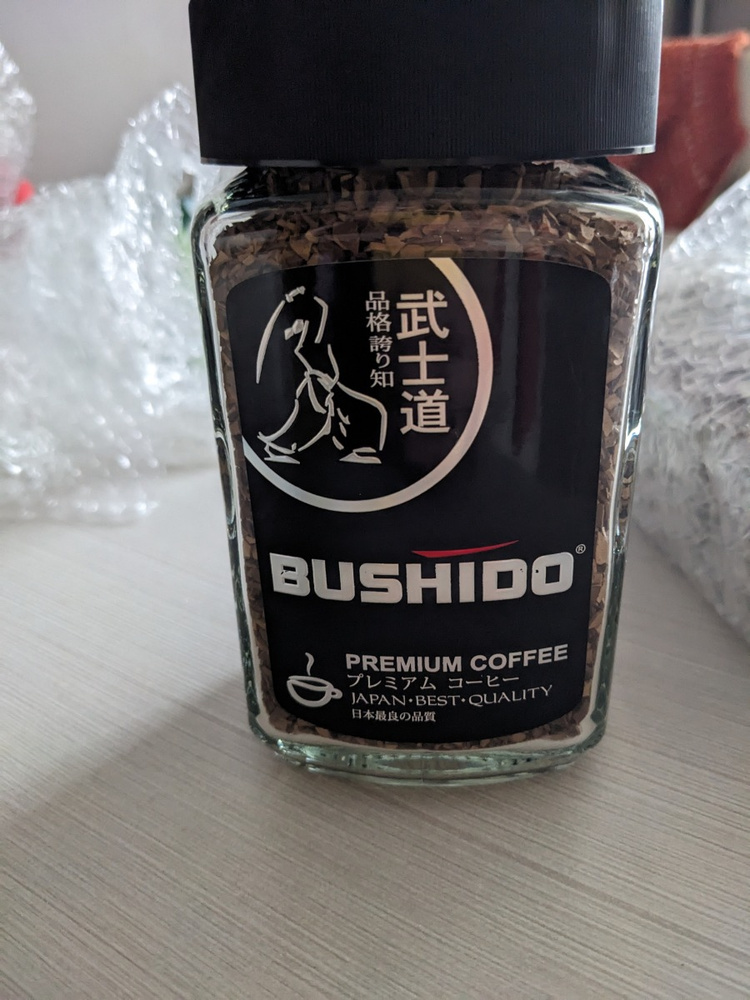 武士道
品格 誇り知
BUSHIDO®
PREMIUM COFFEE
プレミアム コーヒー
JAPAN·BEST·QUALITY
日本最良の品質